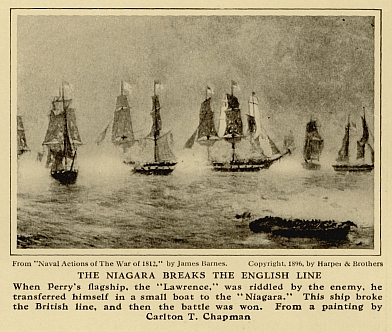 From "Naval Actions of The War of 1812," by James Barnes. Copyright, 1896, by Harpes & Brothers
THE NIAGARA BREAKS THE ENGLISH LINE
When Perry's flagship, the "Lawrence," was riddled by the enemy, he
transferred himself in a small boat to the "Niagara." This ship broke
the British line, and then the battle was won. From a painting by
Carlton T. Chapman